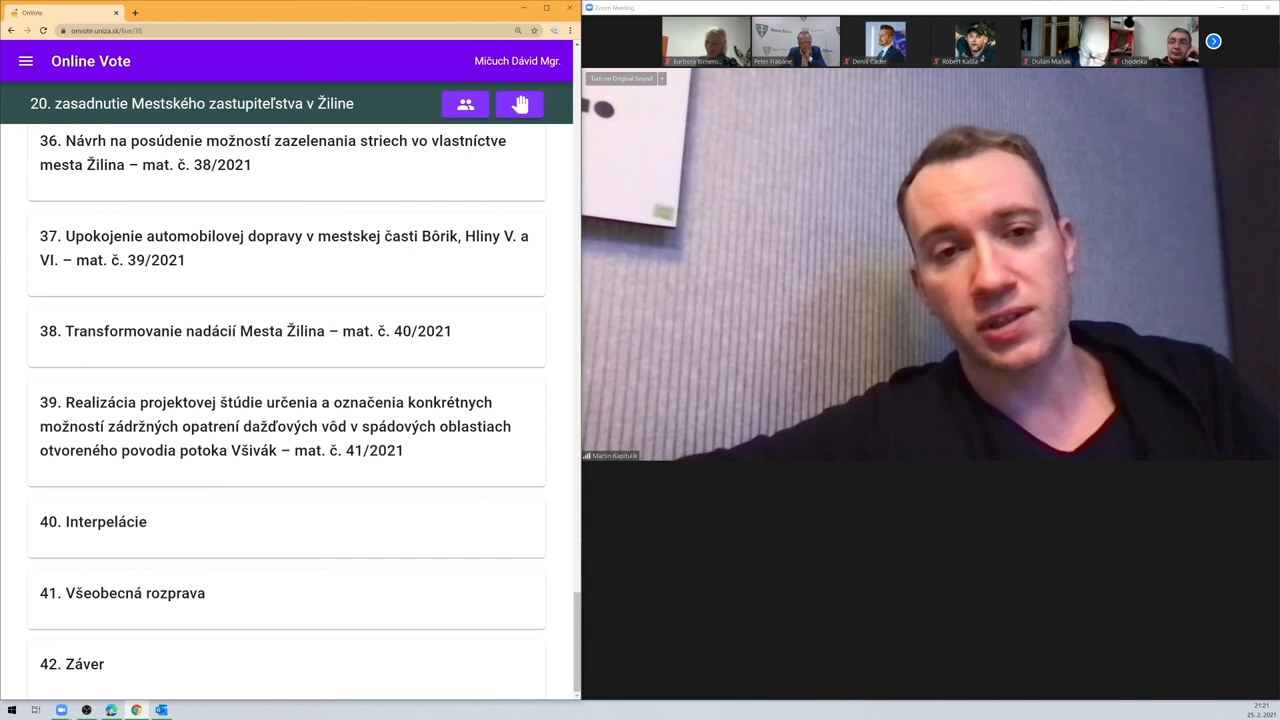 OnVote
onvote.uniza.sk/live/35
Online Vote
Mičuch Dávid Mgr.
20. zasadnutie Mestského zastupiteľstva v Žiline
36. Návrh na posúdenie možností zazelenania striech vo vlastníctve
mesta Žilina – mat. č. 38/2021
37. Upokojenie automobilovej dopravy v mestskej časti Bôrik, Hliny V. a
VI. – mat. č. 39/2021
38. Transformovanie nadácií Mesta Žilina – mat. č. 40/2021
39. Realizácia projektovej štúdie určenia a označenia konkrétnych
možností zádržných opatrení dažďových vôd v spádových oblastiach
otvoreného povodia potoka Všivák – mat. č. 41/2021
40. Interpelácie
41. Všeobecná rozprava
42. Záver
Zoom Meeting
Barbora Birnero...
Peter Fiabáne
Denis Cáder
Róbert Kašša
Dušan Maňák
chodelka
Turn on Original Sound
Martin Kapitulík
21:21
25. 2. 2021